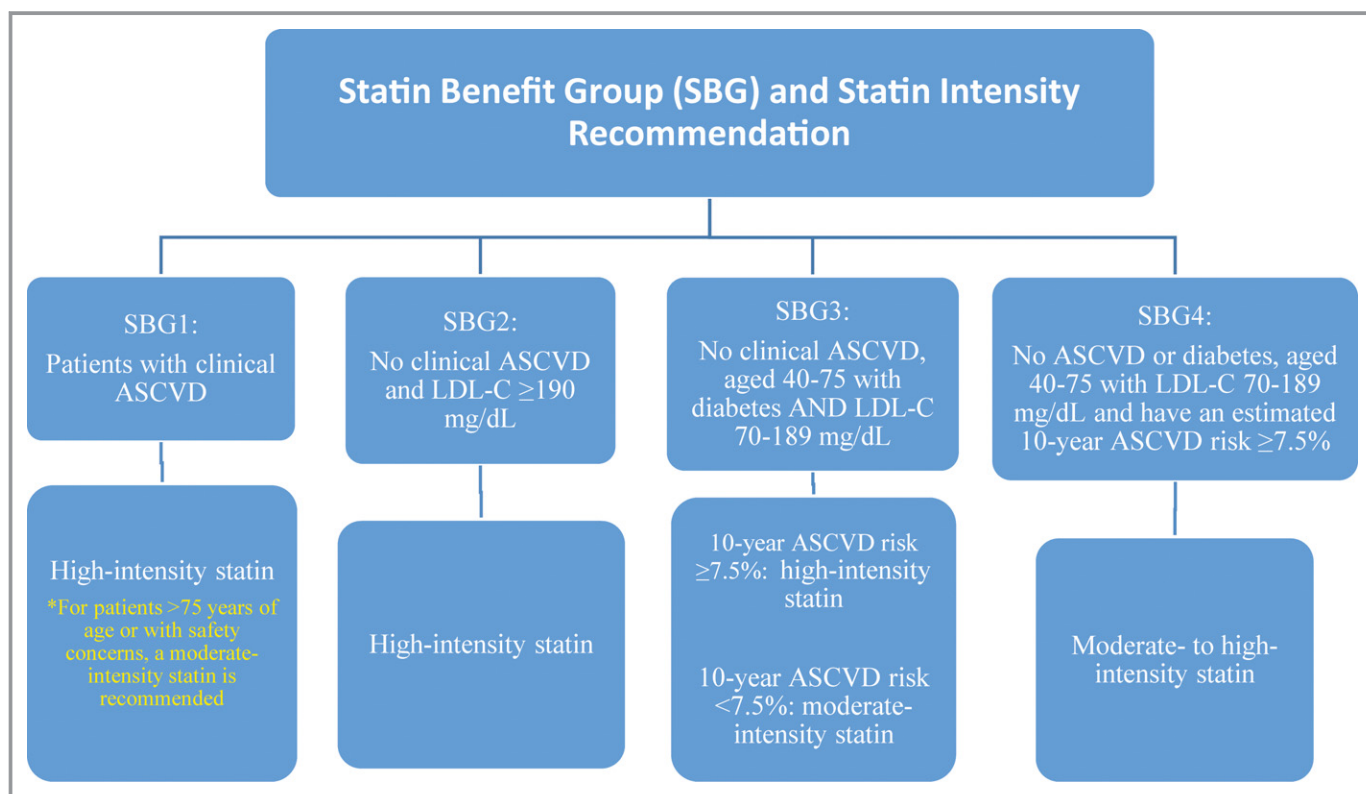 Statin Benefit Group (SBG) and Statin Intensity
Recommendation
SBG1:
Patients with clinical
ASCVD
SBG2:
No clinical ASCVD
and LDL-C ≥190
mg/dL
SBG3:
No clinical ASCVD,
aged 40-75 with
diabetes AND LDL-C
70-189 mg/dL
SBG4:
No ASCVD or diabetes, aged
40-75 with LDL-C 70-189
mg/dL and have an estimated
10-year ASCVD risk ≥7.5%
High-intensity statin
*For patients >75 years of
age or with safety
concerns, a moderate-
intensity statin is
recommended
High-intensity statin
10-year ASCVD risk
≥7.5%: high-intensity
statin
10-year ASCVD risk
<7.5%: moderate-
intensity statin
Moderate- to high-
intensity statin